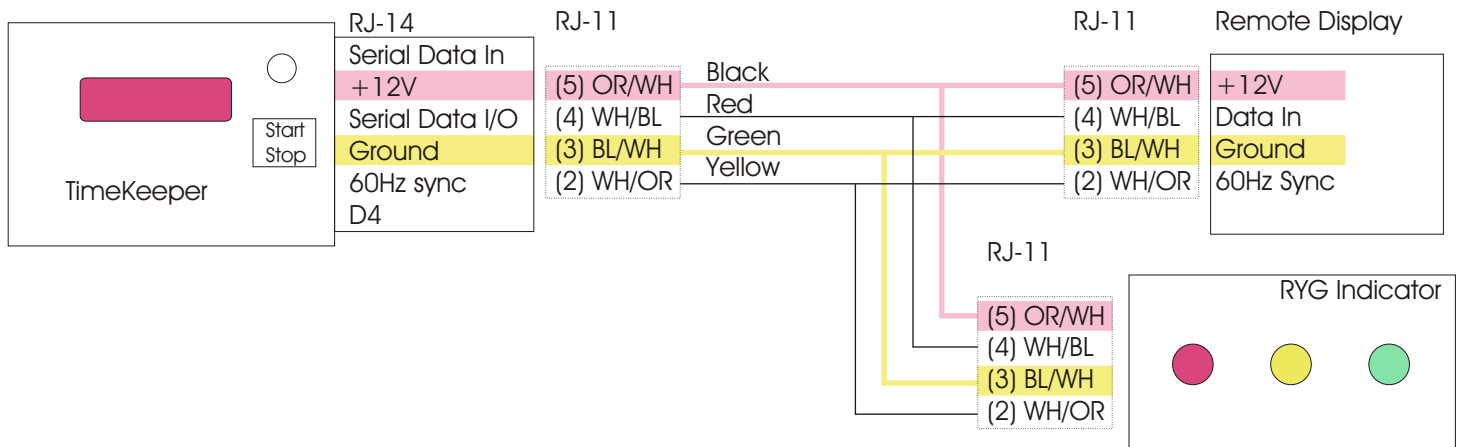 RJ-14
RJ-11
RJ-11
Remote Display
Serial Data In
+12V
Serial Data I/O
Ground
60Hz sync
D4
Start
Stop
TimeKeeper
(5) OR/WH
(4) WH/BL
(3) BL/WH
(2) WH/OR
Black
Red
Green
Yellow
(5) OR/WH
(4) WH/BL
(3) BL/WH
(2) WH/OR
+12V
Data In
Ground
60Hz Sync
RJ-11
(5) OR/WH
(4) WH/BL
(3) BL/WH
(2) WH/OR
RYG Indicator